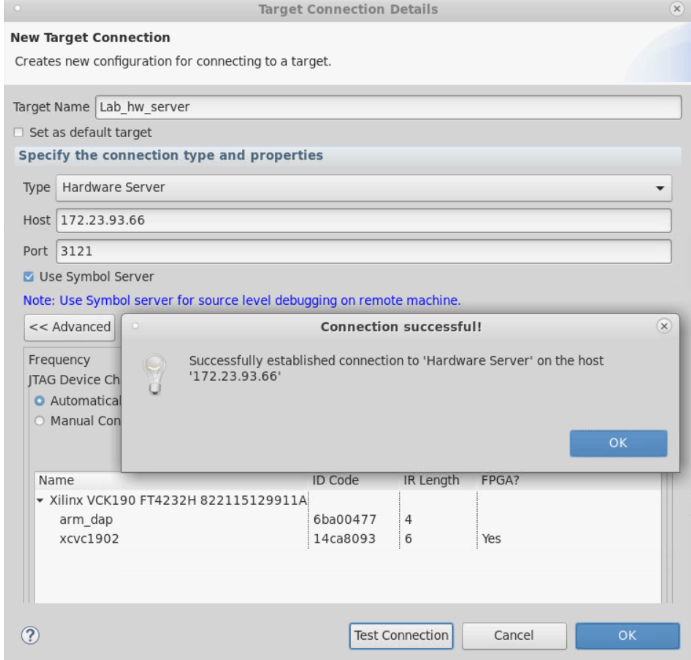 Target Connection Details
New Target Connection
Creates new configuration for connecting to a target.
Target Name Lab_hw_server
Set as default target
Specify the connection type and properties
Type Hardware Server
Host 172.23.93.66
Port 3121
Use Symbol Server
Note: Use Symbol server for source level debugging on remote machine.
<< Advanced
Connection successful!
Successfully established connection to 'Hardware Server' on the host
'172.23.93.66'
OK
Frequency
JTAG Device Ch
Automatical
Manual Con
Name ID Code IR Length FPGA?
Xilinx VCK190 FT4232H 822115129911A
arm_dap 6ba00477 4
xcvc1902 14ca8093 6 Yes
? Test Connection Cancel OK